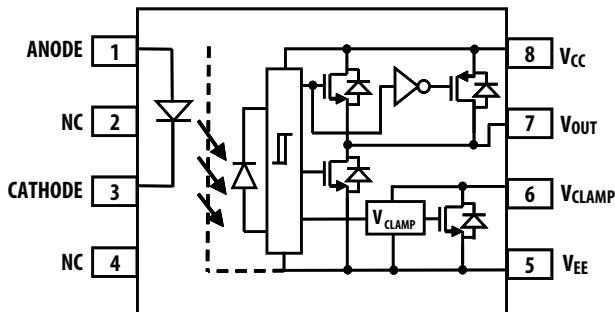 ANODE 1
NC 2
CATHODE 3
NC 4
8 VCC
7 VOUT
6 VCLAMP
5 VEE
VCLAMP